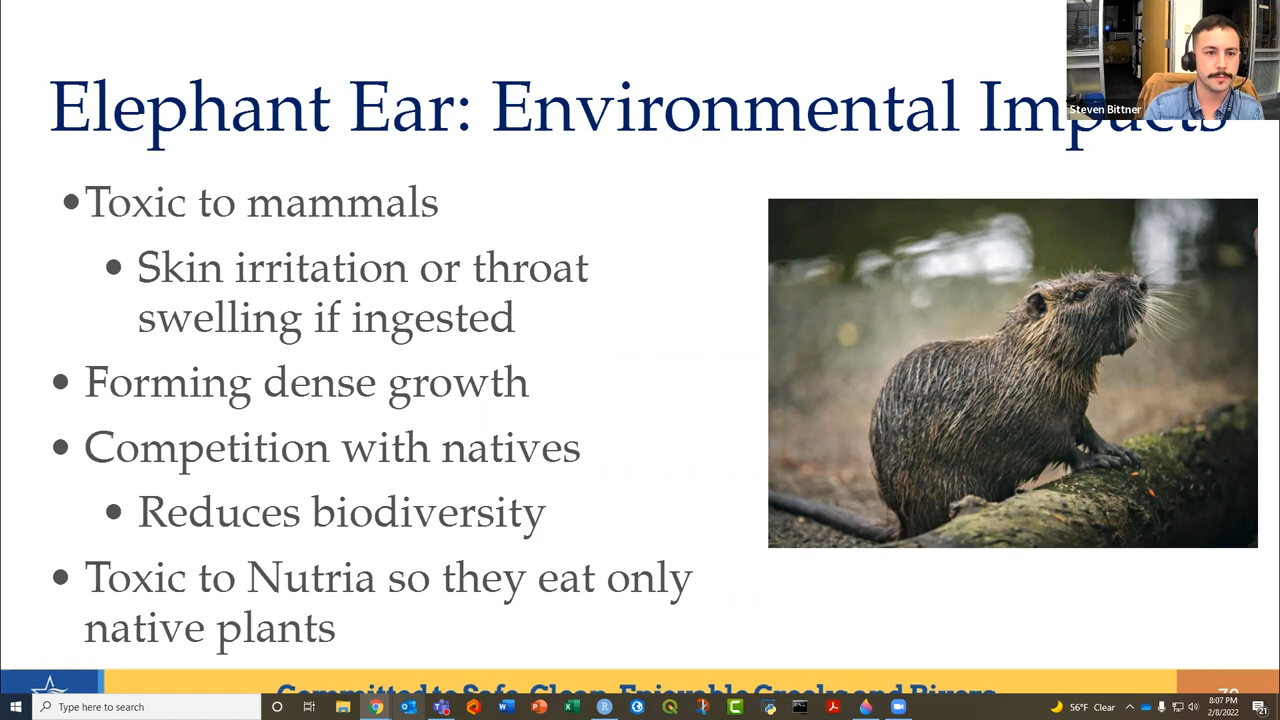 Elephant Ear: Environmental Impacts
Steven Bittner
•Toxic to mammals
• Skin irritation or throat
swelling if ingested
• Forming dense growth
• Competition with natives
• Reduces biodiversity
• Toxic to Nutria so they eat only
native plants
Committed to Safe, Clean, Enjoyable Creeks and Rivers
Type here to search
56°F Clear
8:07 PM
2/8/2022